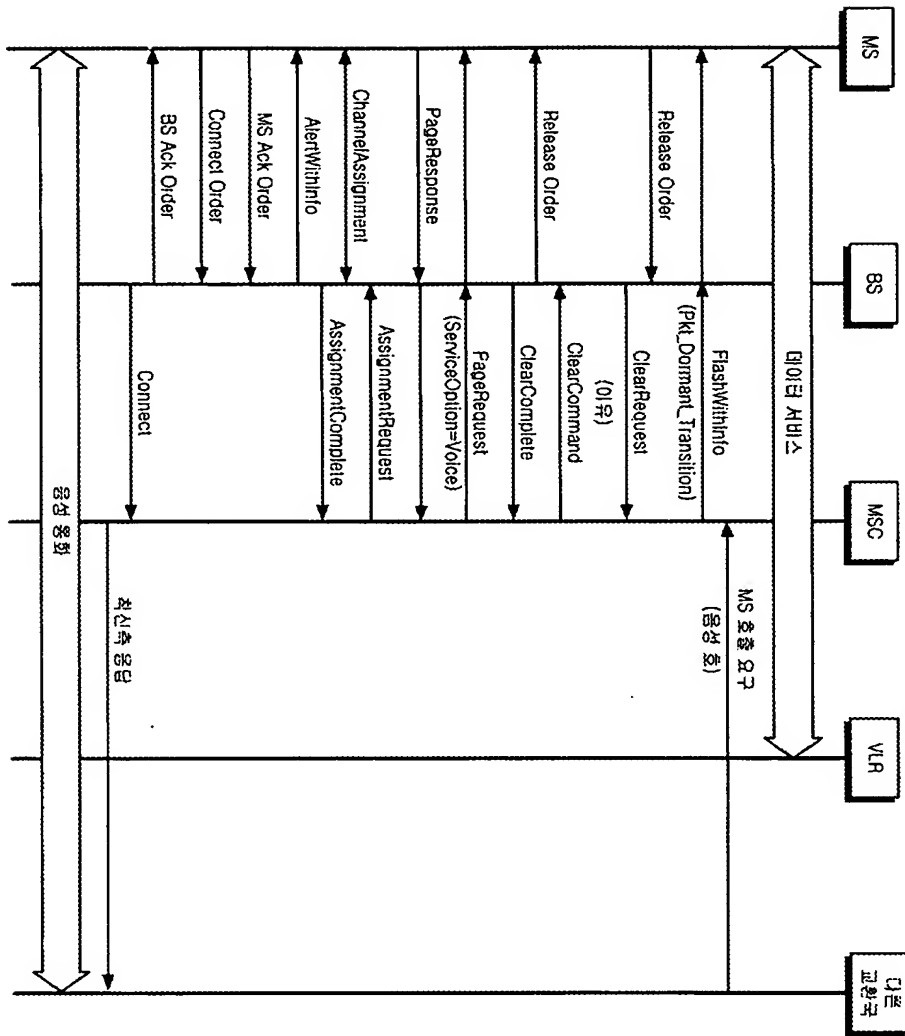 MS
BS
MSC
VLR
다른
교환국
데이터 서비스
MS 호출 요구
(음성 호)
FlashWithInfo
(Pkt_Dormant_Transition)
Release Order
ClearRequest
(이유)
ClearCommand
Release Order
ClearComplete
PageRequest
(ServiceOption=Voice)
PageResponse
AssignmentRequest
ChannelAssignment
AssignmentComplete
AlertWithInfo
MS Ack Order
Connect Order
BS Ack Order
Connect
착신측 응답
음성 통화